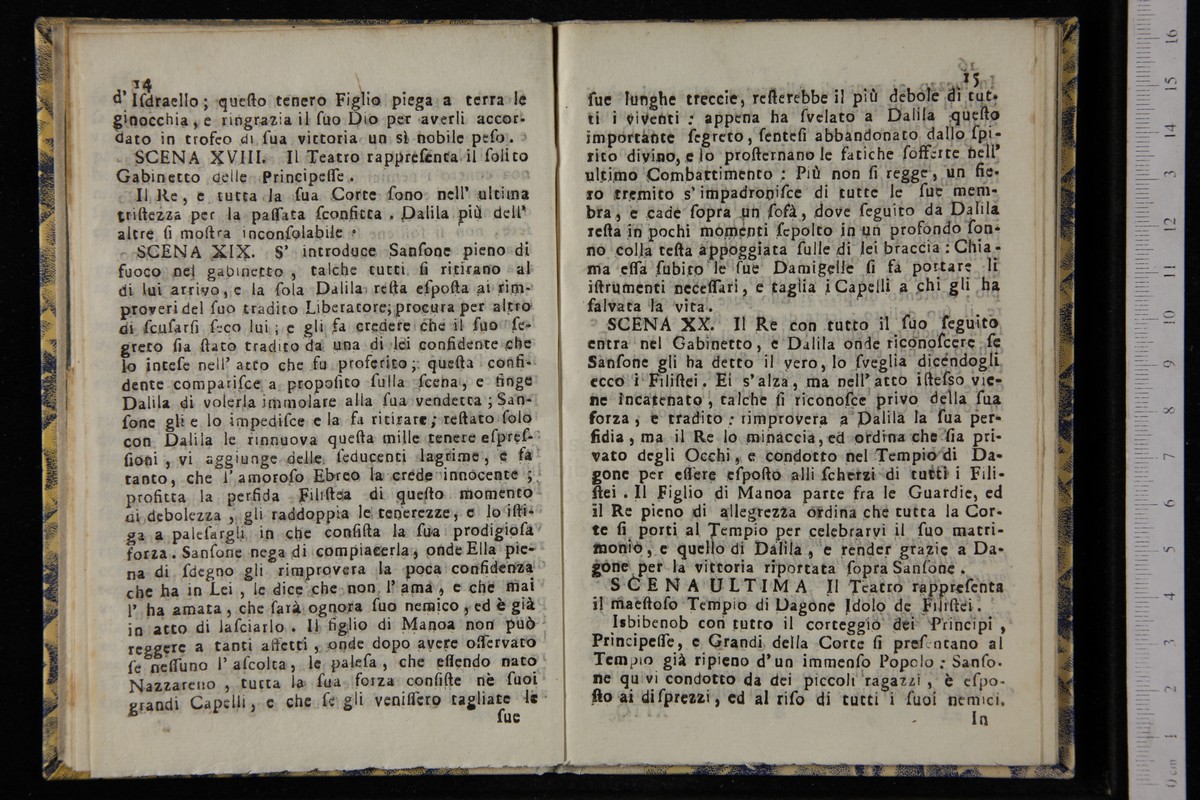 14
d' Iſdraello; queſto tenero Figlio piega a terra le
ginocchia, e ringrazia il ſuo Dio per averli accor-
dato in trofeo di ſua vittoria un sì nobile peſo.
SCENA XVIII. Il Teatro rappreſenta il ſolito
Gabinetto delle Principeſſe.
Il Re, e tutta la ſua Corte ſono nell' ultima
triſtezza per la paſſata ſconfitta. Dalila più dell'
altre ſi moſtra inconſolabile.
SCENA XIX. S' introduce Sanſone pieno di
fuoco nel gabinetto, talche tutti ſi ritirano al
di lui arrivo, e la ſola Dalila reſta eſpoſta ai rim-
proveri del ſuo tradito Liberatore; procura per altro
di ſcuſarſi ſeco lui; e gli fa credere che il ſuo ſe-
greto ſia ſtato tradito da una di lei confidente che
lo inteſe nell' atto che fu proferito; queſta confi-
dente compariſce a propoſito ſulla ſcena, e finge
Dalila di volerla immolare alla ſua vendetta; San-
ſone gli e lo impediſce e la fa ritirare; reſtato ſolo
con Dalila le rinnuova queſta mille tenere eſpreſ-
ſioni, vi aggiunge delle ſeducenti lagrime, e fa
tanto, che l' amoroſo Ebreo la crede innocente;
profitta la perfida Filiſtea di queſto momento
di debolezza, gli raddoppia le tenerezze, e lo iſti-
ga a paleſargli in che conſiſta la ſua prodigioſa
forza. Sanſone nega di compiacerla, onde Ella pie-
na di ſdegno gli rimprovera la poca confidenza
che ha in Lei, le dice che non l' ama, e che mai
l' ha amata, che ſarà ognora ſuo nemico, ed è già
in atto di laſciarlo. Il figlio di Manoa non può
reggere a tanti affetti, onde dopo avere oſſervato
ſe neſſuno l' aſcolta, le paleſa, che eſſendo nato
Nazzareno, tutta la ſua forza conſiſte nè ſuoi
grandi Capelli, e che ſe gli veniſſero tagliate le
ſue
15
ſue lunghe treccie, reſterebbe il più debole di tut-
ti i viventi: appena ha ſvelato a Dalila queſto
importante ſegreto, ſenteſi abbandonato dallo ſpi-
rito divino, e lo proſternano le fatiche ſofferte nell'
ultimo Combattimento: Più non ſi regge, un fie-
ro tremito s' impadroniſce di tutte le ſue mem-
bra, e cade ſopra un ſofà, dove ſeguito da Dalila
reſta in pochi momenti ſepolto in un profondo ſon-
no colla teſta appoggiata ſulle di lei braccia: Chia-
ma eſſa ſubito le ſue Damigelle ſi fa portare li
iſtrumenti neceſſari, e taglia i Capelli a chi gli ha
ſalvata la vita.
SCENA XX. Il Re con tutto il ſuo ſeguito
entra nel Gabinetto, e Dalila onde riconoſcere ſe
Sanſone gli ha detto il vero, lo ſveglia dicendogli
ecco i Filiſtei. Ei s'alza, ma nell' atto iſteſso vie-
ne incatenato, talche ſi riconoſce privo della ſua
forza, e tradito: rimprovera a Dalila la ſua per-
fidia, ma il Re lo minaccia, ed ordina che ſia pri-
vato degli Occhi, e condotto nel Tempio di Da-
gone per eſſere eſpoſto alli ſcherzi di tutti i Fili-
ſtei. Il Figlio di Manoa parte fra le Guardie, ed
il Re pieno di allegrezza ordina che tutta la Cor-
te ſi porti al Tempio per celebrarvi il ſuo matri-
monio, e quello di Dalila, e render grazie a Da-
gone per la vittoria riportata ſopra Sanſone.
SCENA ULTIMA Il Teatro rappreſenta
il maeſtoſo Tempio di Dagone Idolo de Filiſtei.
Isbibenob con tutto il corteggio dei Principi,
Principeſſe, e Grandi della Corte ſi preſentano al
Tempio già ripieno d'un immenſo Popolo: Sanſo-
ne qu vi condotto da dei piccoli ragazzi, è eſpo-
ſto ai diſprezzi, ed al riſo di tutti i ſuoi nemici.
In
0 cm 1 2 3 4 5 6 7 8 9 10 11 12 13 14 15 16